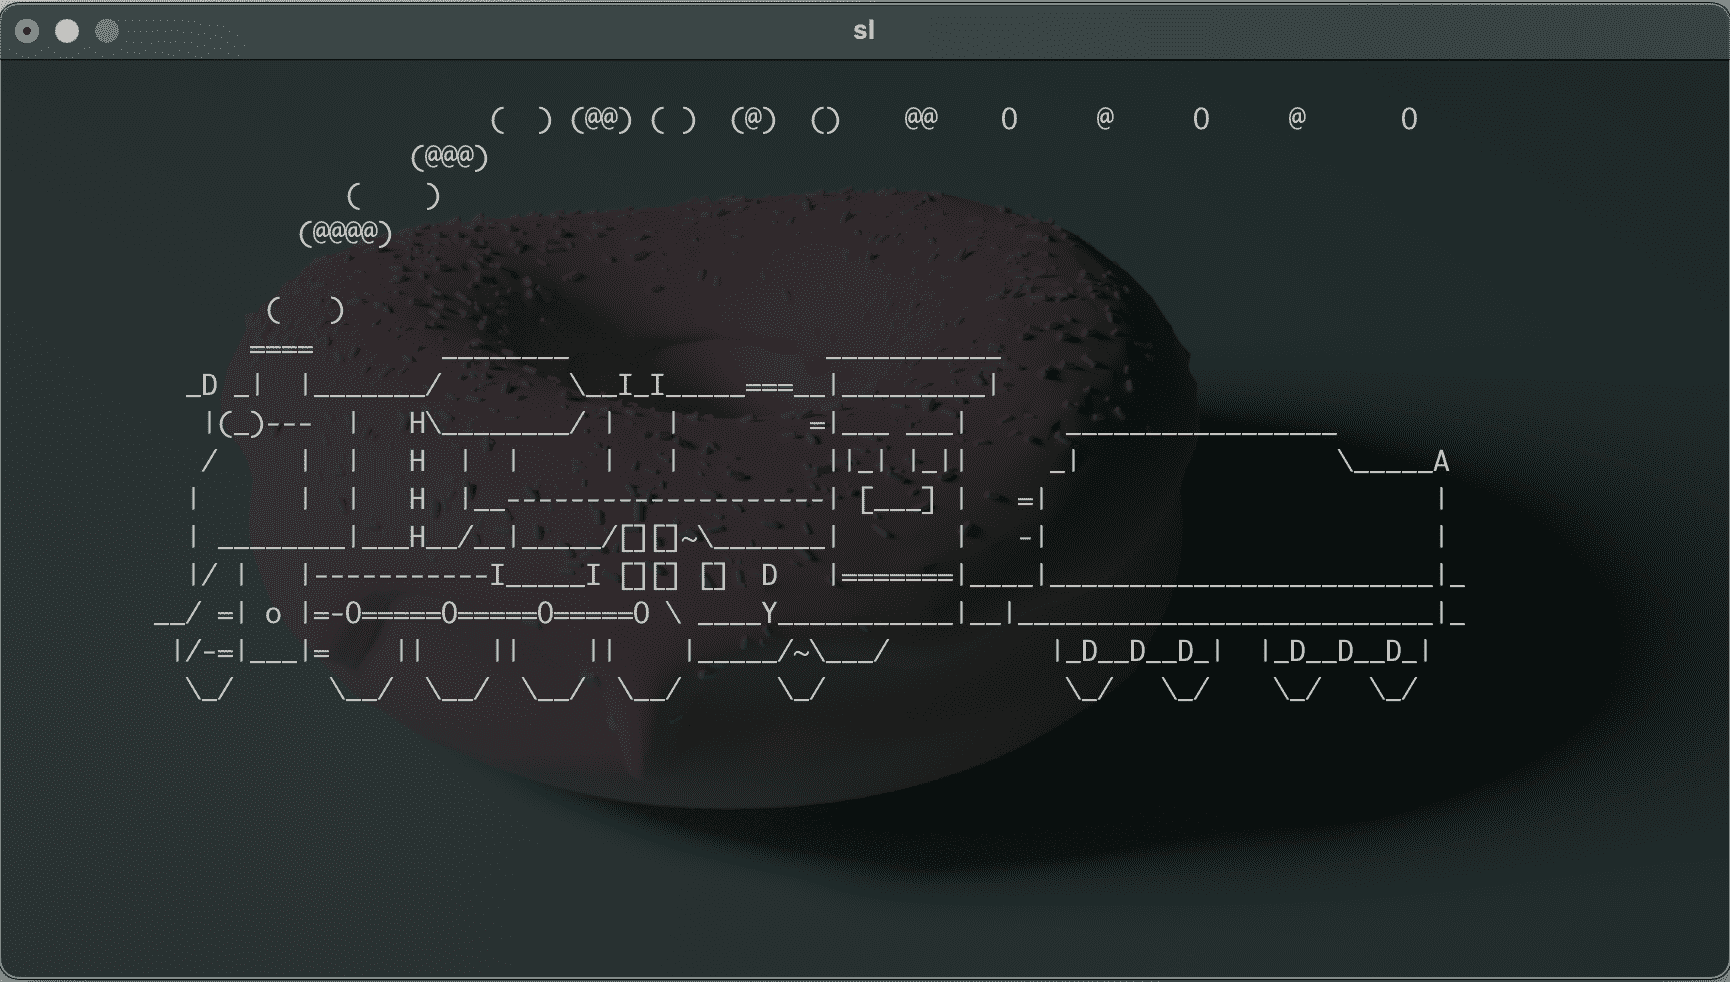 sl
                     (  ) (@@) ( )  (@)  ()    @@    O     @     O     @      O
                (@@@)
            (    )
         (@@@@)

       (   )
      ====        ________                ___________
  _D _|  |_______/        \__I_I_____===__|_________|
   |(_)---  |   H\________/ |   |        =|___ ___|      _________________
   /     |  |   H  |  |     |   |         ||_| |_||     _|                \_____A
  |      |  |   H  |__--------------------| [___] |   =|                        |
  | ________|___H__/__|_____/[][]~\_______|       |   -|                        |
  |/ |   |-----------I_____I [][] []  D   |=======|____|________________________|_
__/ =| o |=-O=====O=====O=====O \ ____Y___________|__|__________________________|_
 |/-=|___|=    ||    ||    ||    |_____/~\___/          |_D__D__D_|  |_D__D__D_|
  \_/      \__/  \__/  \__/  \__/      \_/               \_/   \_/    \_/   \_/